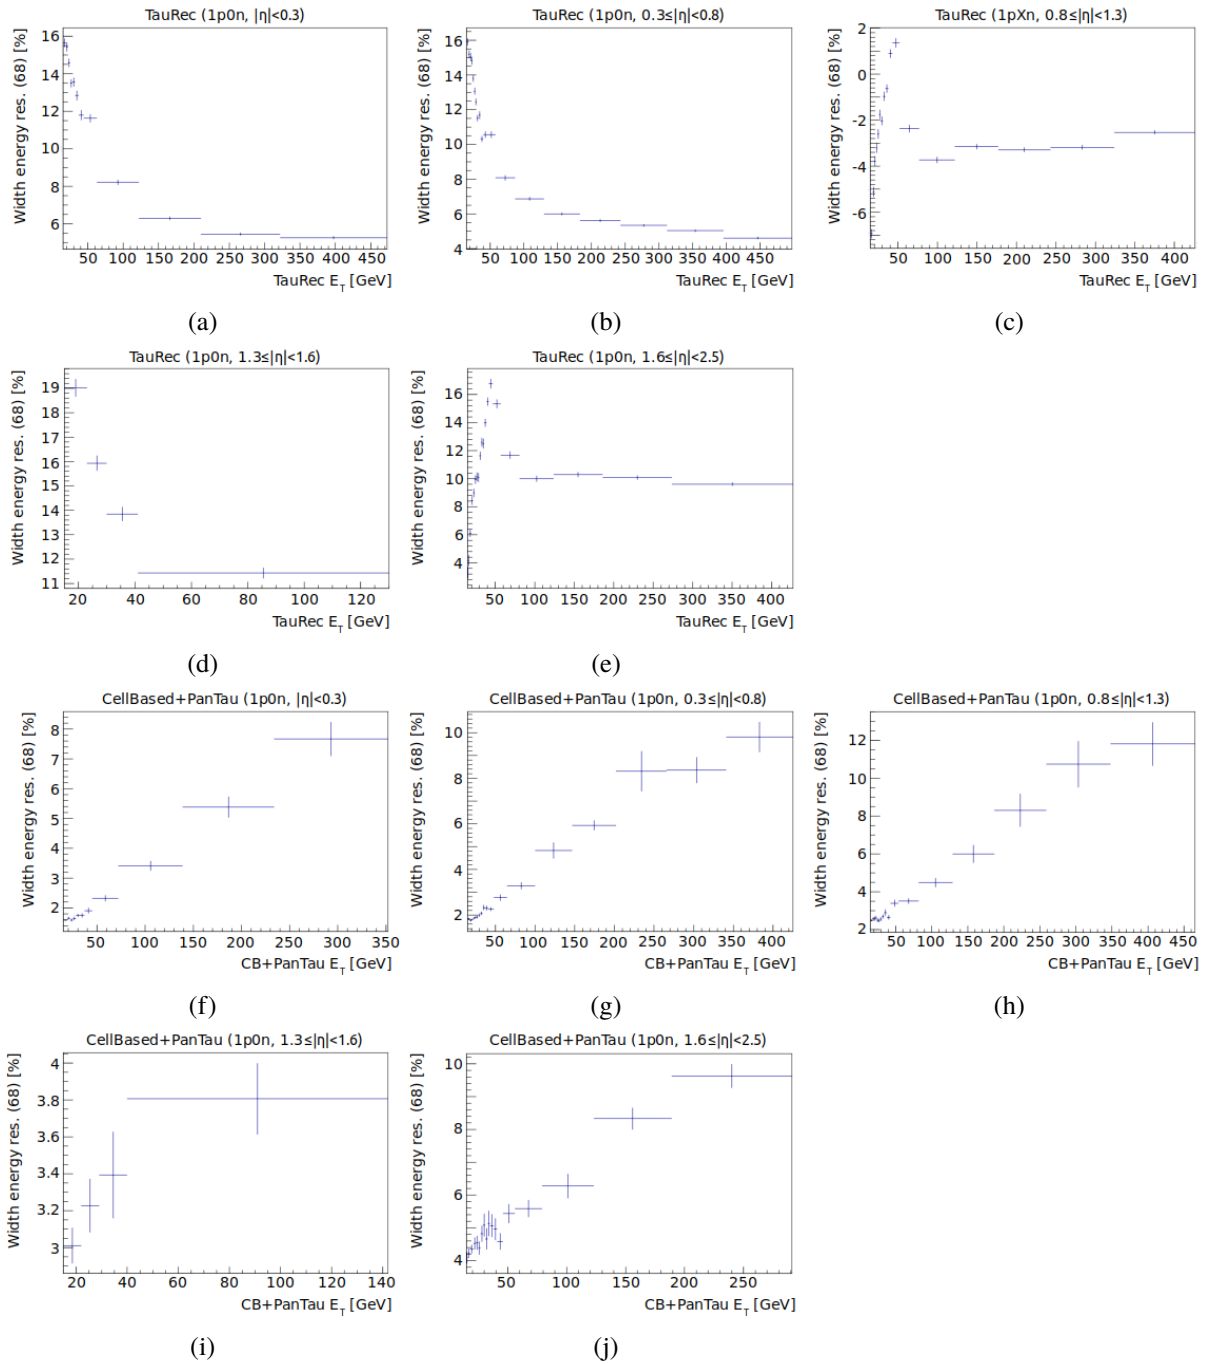 TauRec (1p0n, |η|<0.3)
Width energy res. (68) [%]
16
14
12
10
8
6
50 100 150 200 250 300 350 400 450
TauRec E_T [GeV]
(a)
TauRec (1p0n, 0.3≤|η|<0.8)
Width energy res. (68) [%]
16
14
12
10
8
6
4
50 100 150 200 250 300 350 400 450
TauRec E_T [GeV]
(b)
TauRec (1pXn, 0.8≤|η|<1.3)
Width energy res. (68) [%]
2
0
-2
-4
-6
50 100 150 200 250 300 350 400
TauRec E_T [GeV]
(c)
TauRec (1p0n, 1.3≤|η|<1.6)
Width energy res. (68) [%]
19
18
17
16
15
14
13
12
11
20 40 60 80 100 120
TauRec E_T [GeV]
(d)
TauRec (1p0n, 1.6≤|η|<2.5)
Width energy res. (68) [%]
16
14
12
10
8
6
4
50 100 150 200 250 300 350 400
TauRec E_T [GeV]
(e)
CellBased+PanTau (1p0n, |η|<0.3)
Width energy res. (68) [%]
8
7
6
5
4
3
2
50 100 150 200 250 300 350
CB+PanTau E_T [GeV]
(f)
CellBased+PanTau (1p0n, 0.3≤|η|<0.8)
Width energy res. (68) [%]
10
8
6
4
2
50 100 150 200 250 300 350 400
CB+PanTau E_T [GeV]
(g)
CellBased+PanTau (1p0n, 0.8≤|η|<1.3)
Width energy res. (68) [%]
12
10
8
6
4
2
50 100 150 200 250 300 350 400 450
CB+PanTau E_T [GeV]
(h)
CellBased+PanTau (1p0n, 1.3≤|η|<1.6)
Width energy res. (68) [%]
4
3.8
3.6
3.4
3.2
3
20 40 60 80 100 120 140
CB+PanTau E_T [GeV]
(i)
CellBased+PanTau (1p0n, 1.6≤|η|<2.5)
Width energy res. (68) [%]
10
8
6
4
50 100 150 200 250
CB+PanTau E_T [GeV]
(j)